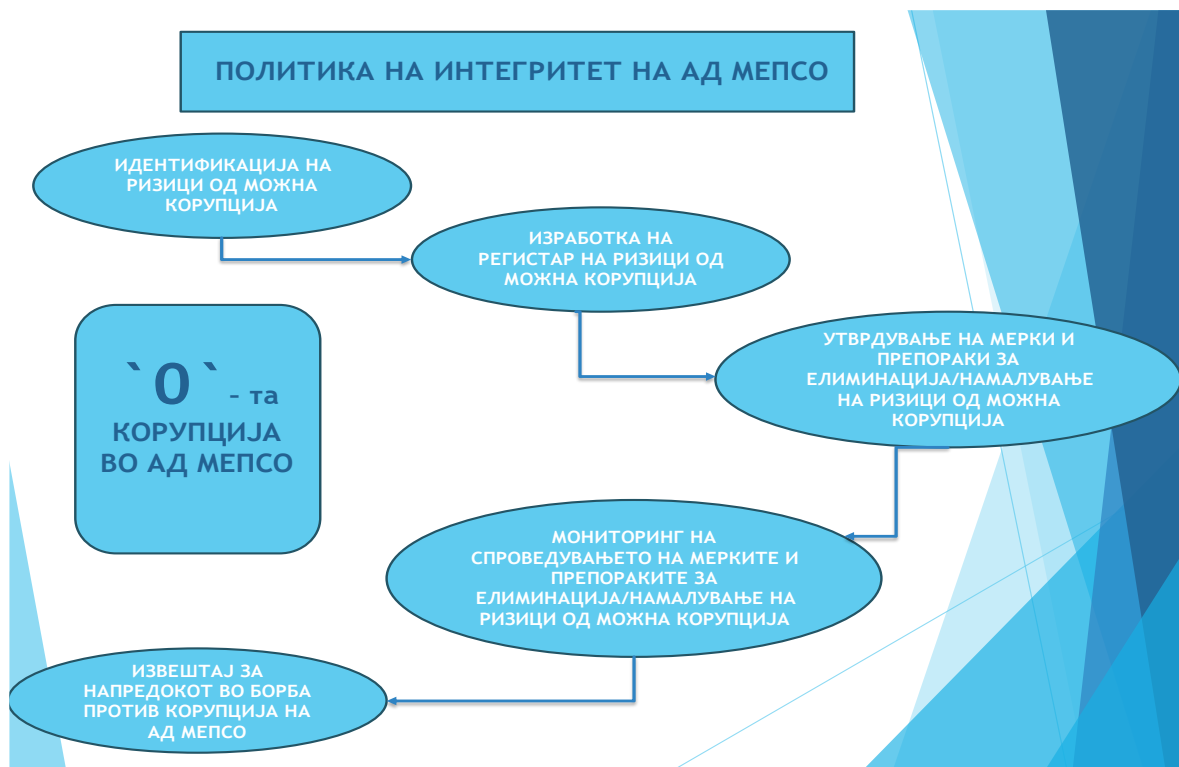 ПОЛИТИКА НА ИНТЕГРИТЕТ НА АД МЕПСО
ИДЕНТИФИКАЦИЈА НА
РИЗИЦИ ОД МОЖНА
КОРУПЦИЈА
ИЗРАБОТКА НА
РЕГИСТАР НА РИЗИЦИ ОД
МОЖНА КОРУПЦИЈА
УТВРДУВАЊЕ НА МЕРКИ И
ПРЕПОРАКИ ЗА
ЕЛИМИНАЦИЈА/НАМАЛУВАЊЕ
НА РИЗИЦИ ОД МОЖНА
КОРУПЦИЈА
`0` - та
КОРУПЦИЈА
ВО АД МЕПСО
МОНИТОРИНГ НА
СПРОВЕДУВАЊЕТО НА МЕРКИТЕ И
ПРЕПОРАКИТЕ ЗА
ЕЛИМИНАЦИЈА/НАМАЛУВАЊЕ НА
РИЗИЦИ ОД МОЖНА КОРУПЦИЈА
ИЗВЕШТАЈ ЗА
НАПРЕДОКОТ ВО БОРБА
ПРОТИВ КОРУПЦИЈА НА
АД МЕПСО